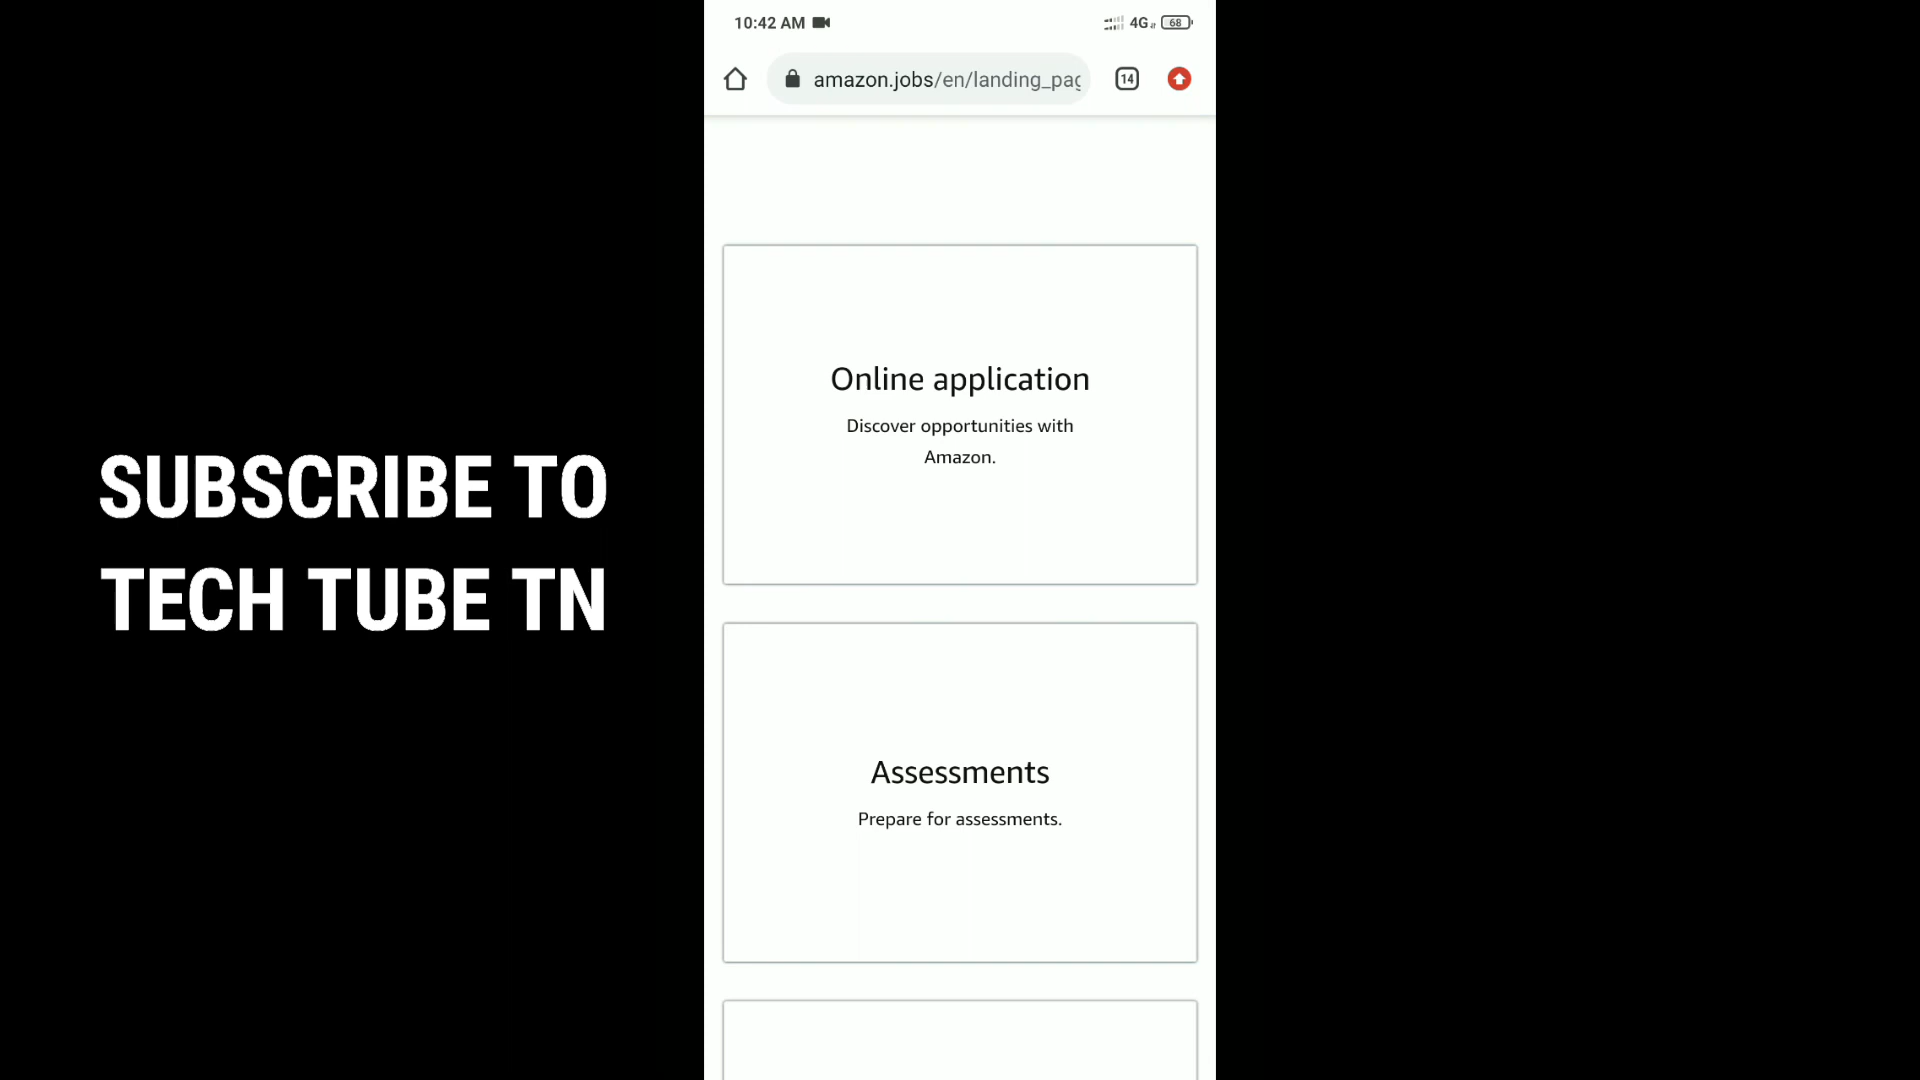 10:42 AM
4G
68
amazon.jobs/en/landing_pag
14
Online application
Discover opportunities with
Amazon.
SUBSCRIBE TO
TECH TUBE TN
Assessments
Prepare for assessments.